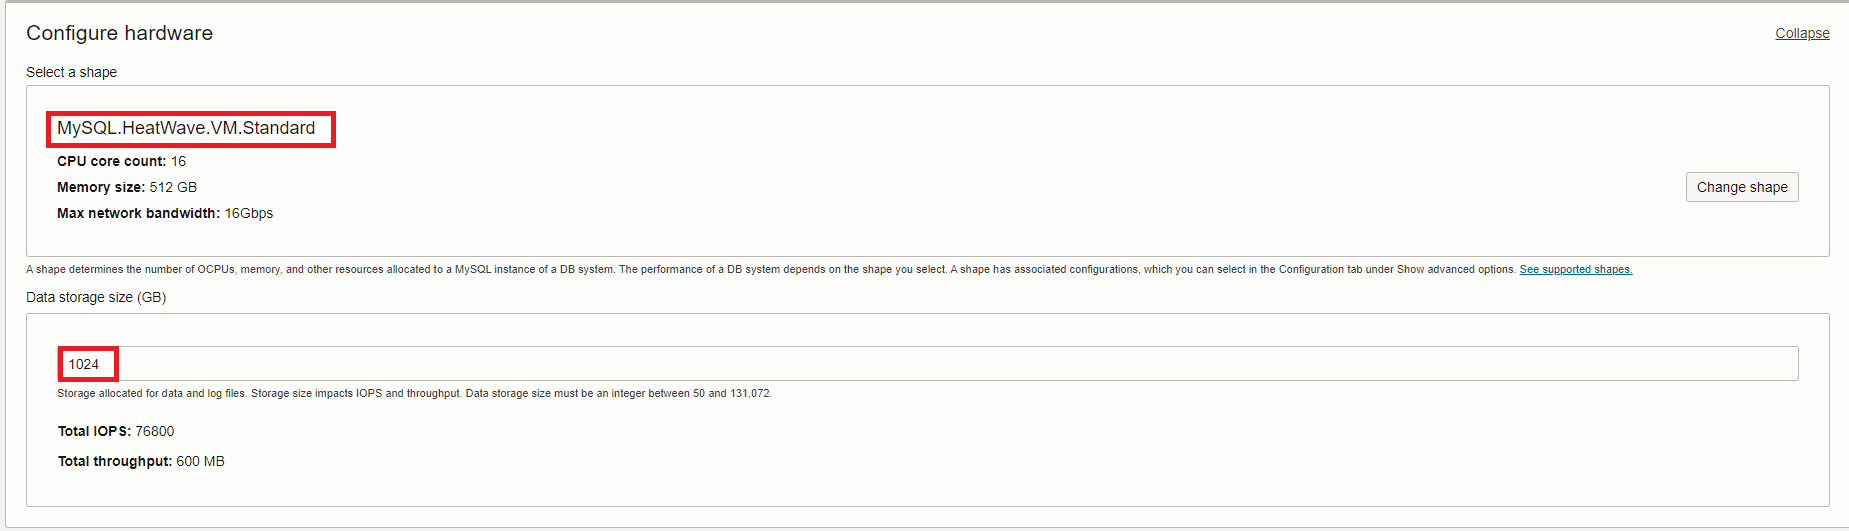 Configure hardware
Collapse
Select a shape
MySQL.HeatWave.VM.Standard
CPU core count: 16
Memory size: 512 GB
Change shape
Max network bandwidth: 16Gbps
A shape determines the number of OCPUs, memory, and other resources allocated to a MySQL instance of a DB system. The performance of a DB system depends on the shape you select. A shape has associated configurations, which you can select in the Configuration tab under Show advanced options. See supported shapes.
Data storage size (GB)
1024
Storage allocated for data and log files. Storage size impacts IOPS and throughput. Data storage size must be an integer between 50 and 131,072.
Total IOPS: 76800
Total throughput: 600 MB